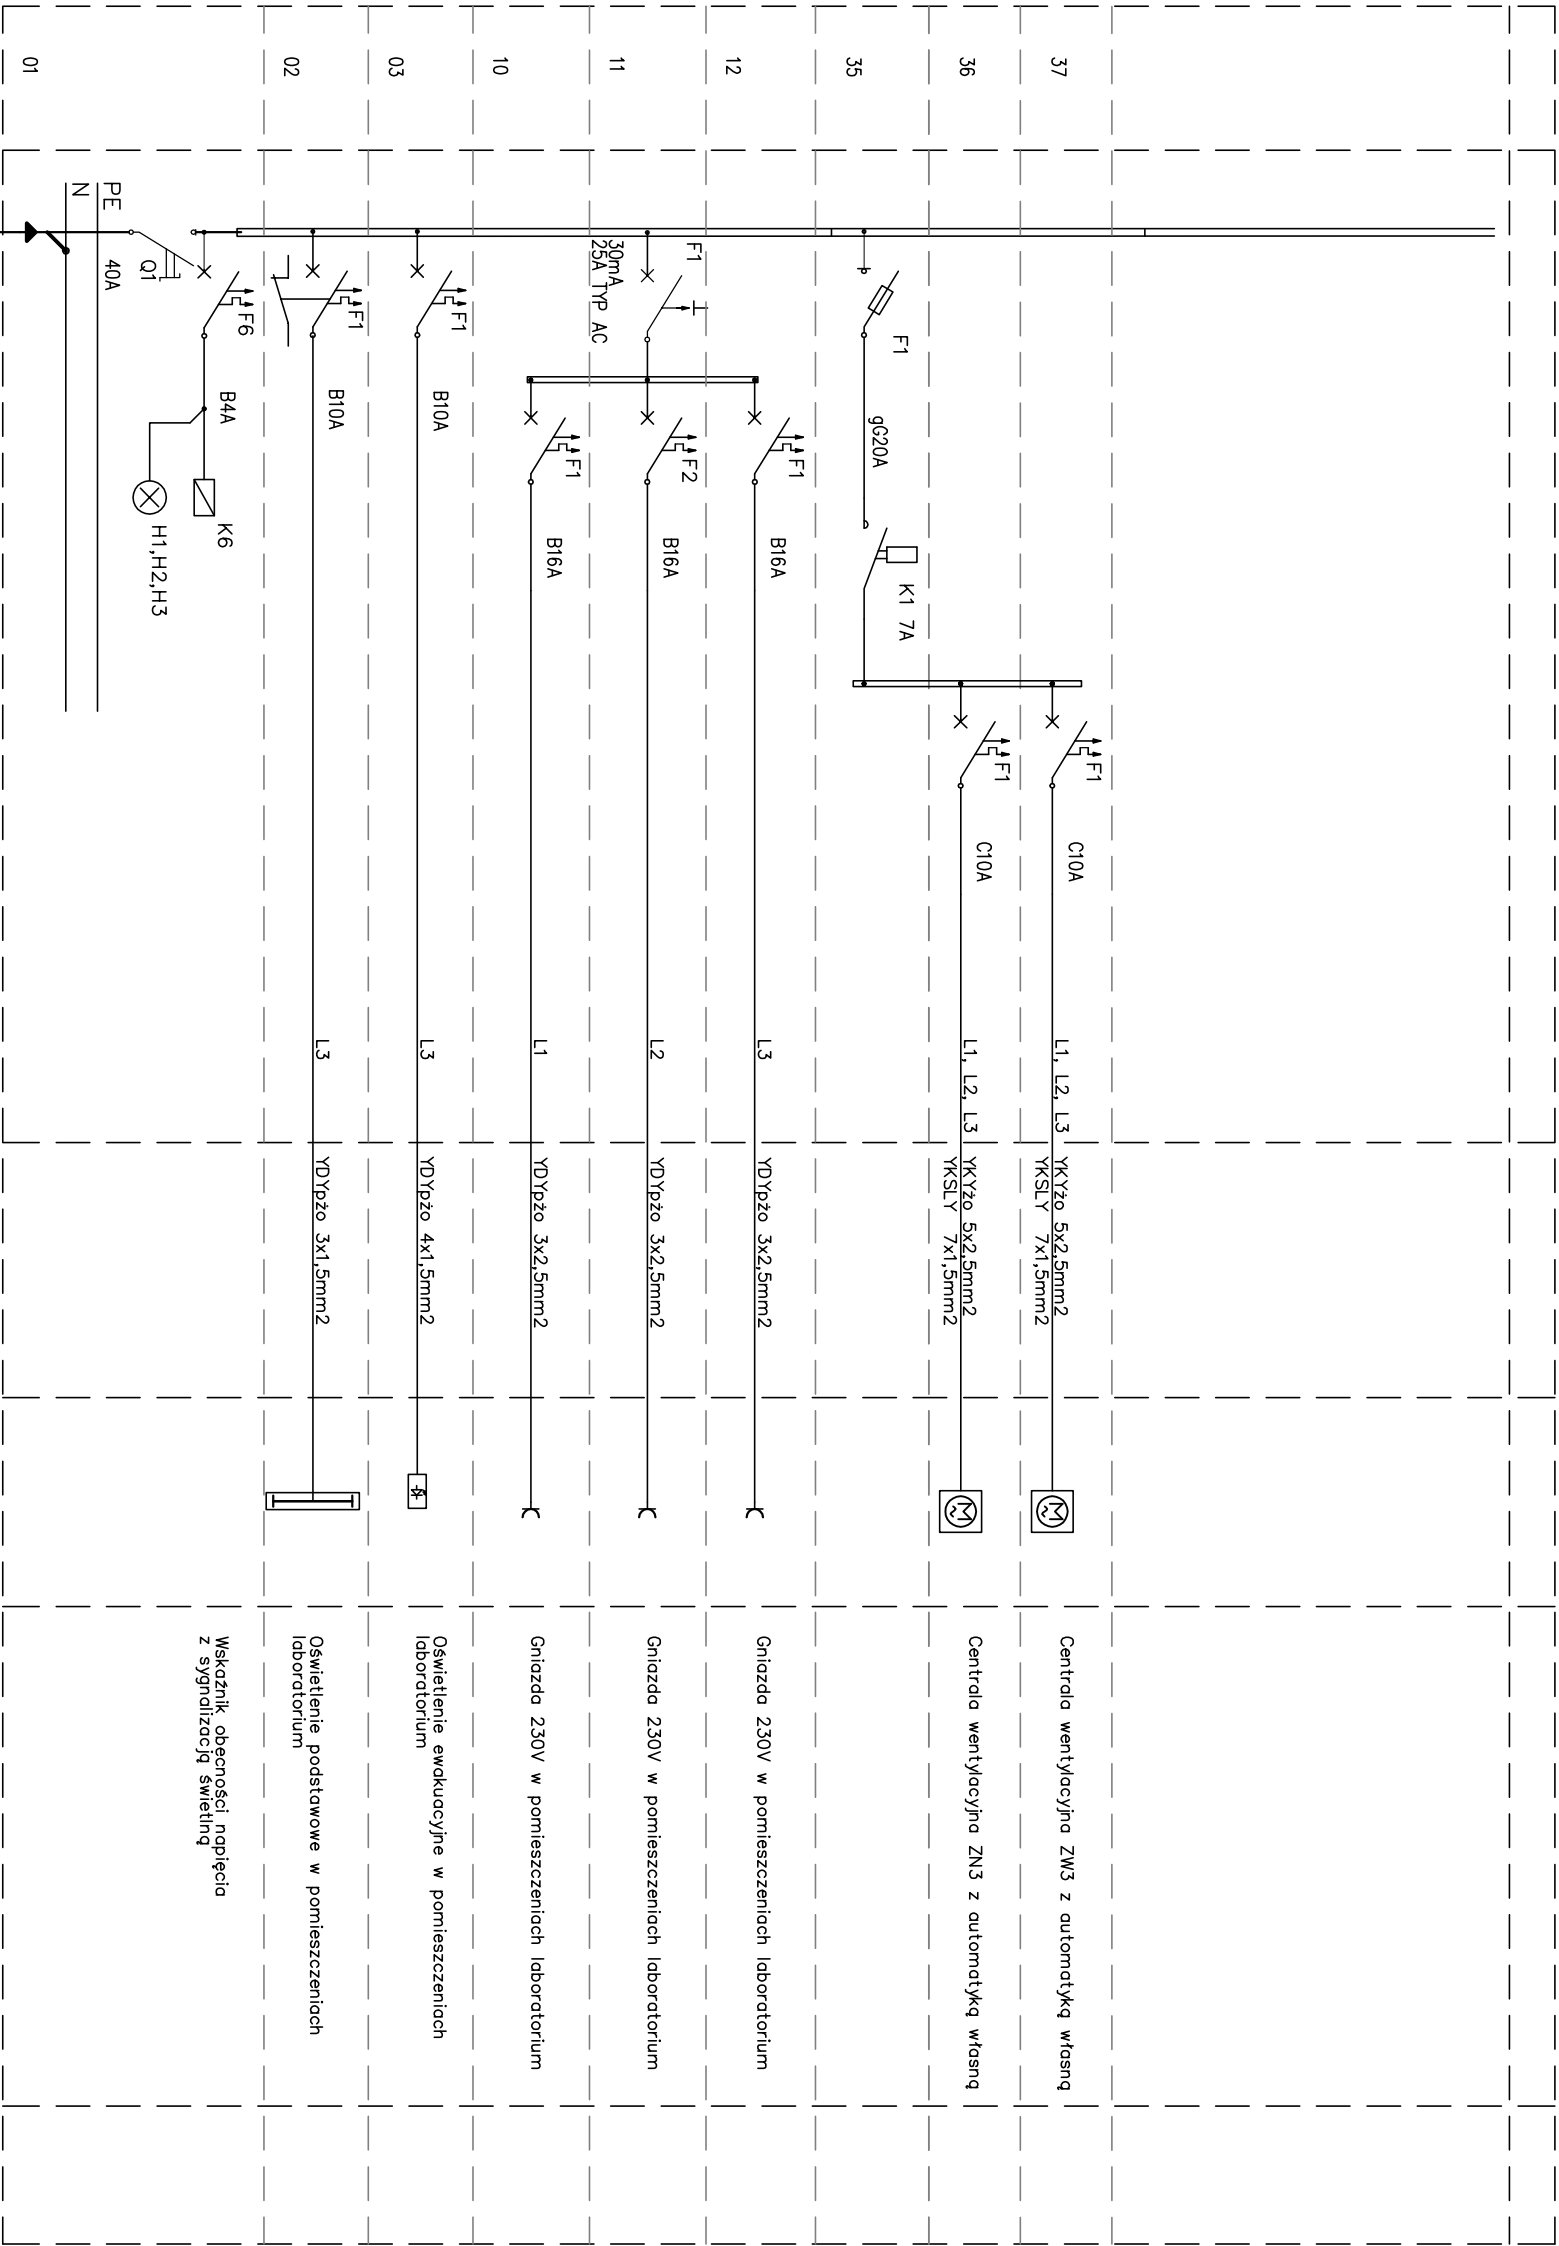 01
PE
N
40A
Q1
F6
B4A
K6
H1,H2,H3
Wskaźnik obecności napięcia
z sygnalizacją świetlną
02
F1
B10A
L3
YDYpżo 3x1,5mm2
Oświetlenie podstawowe w pomieszczeniach
laboratorium
03
F1
B10A
L3
YDYpżo 4x1,5mm2
Oświetlenie ewakuacyjne w pomieszczeniach
laboratorium
10
F1
B16A
L1
YDYpżo 3x2,5mm2
Gniazda 230V w pomieszczeniach laboratorium
11
F1
30mA
25A TYP AC
F2
B16A
L2
YDYpżo 3x2,5mm2
Gniazda 230V w pomieszczeniach laboratorium
12
F1
B16A
L3
YDYpżo 3x2,5mm2
Gniazda 230V w pomieszczeniach laboratorium
35
F1
gG20A
K1 7A
36
F1
C10A
L1, L2, L3
YKYżo 5x2,5mm2
YKSLY 7x1,5mm2
M
~
Centrala wentylacyjna ZN3 z automatyką własną
37
F1
C10A
L1, L2, L3
YKYżo 5x2,5mm2
YKSLY 7x1,5mm2
M
~
Centrala wentylacyjna ZW3 z automatyką własną